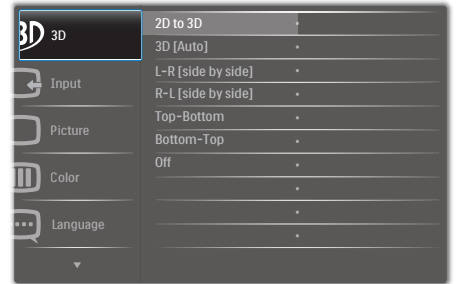 3D
3D
Input
Picture
Color
Language
2D to 3D
3D [Auto]
L-R [side by side]
R-L [side by side]
Top-Bottom
Bottom-Top
Off